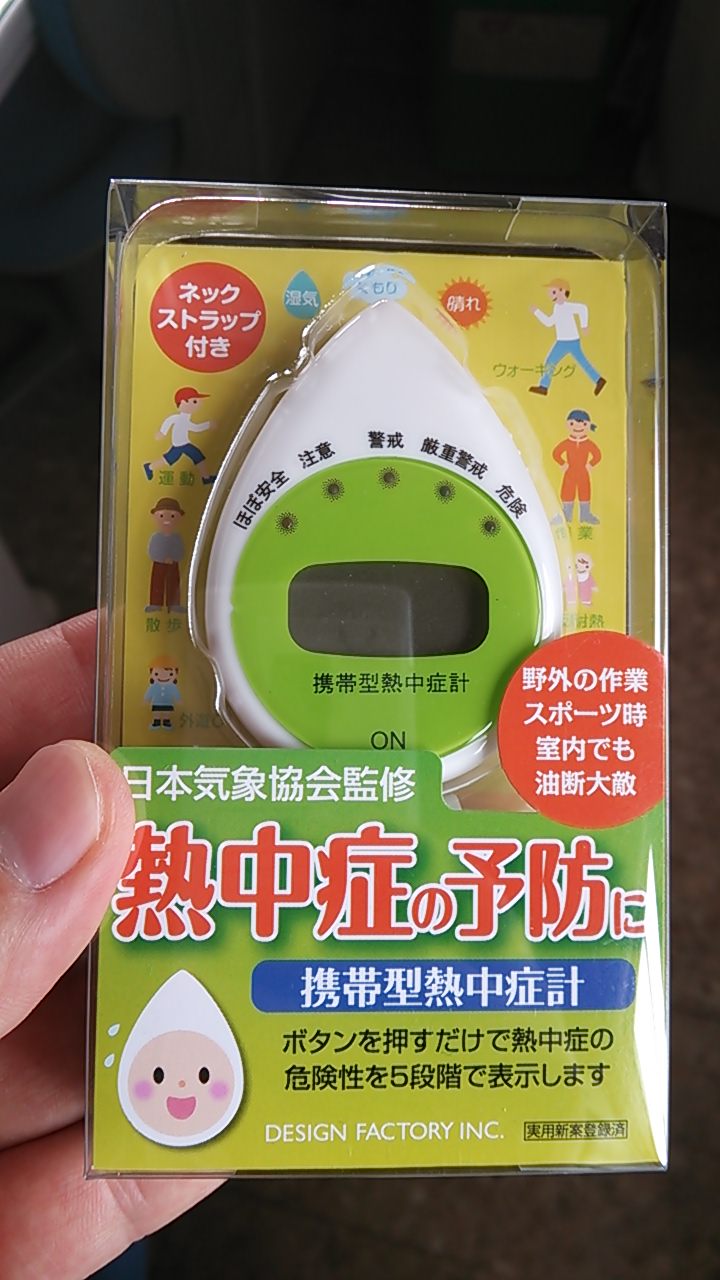 ネック
ストラップ
付き
湿気
くもり
晴れ
ウォーキング
運動
散歩
ほぼ安全
注意
警戒
厳重警戒
危険
携帯型熱中症計
ON
野外の作業
スポーツ時
室内でも
油断大敵
日本気象協会監修
熱中症の予防に
携帯型熱中症計
ボタンを押すだけで熱中症の
危険性を5段階で表示します
DESIGN FACTORY INC.
実用新案登録済